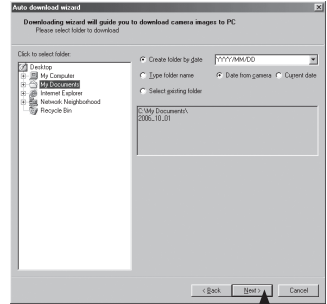 Auto download wizard
Downloading wizard will guide you to download camera images to PC
Please select folder to download
Click to select folder:
Desktop
My Computer
My Documents
Internet Explorer
Network Neighborhood
Recycle Bin
Create folder by date
YYYY/MM/DD
Type folder name
Date from camera
Current date
Select existing folder
C:\My Documents\
2006_10_01
< Back
Next >
Cancel